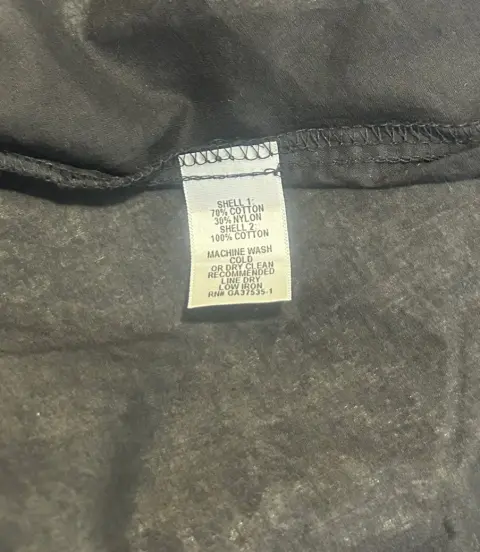 SHELL 1:
70% COTTON
30% NYLON
SHELL 2:
100% COTTON
MACHINE WASH
COLD
OR DRY CLEAN
RECOMMENDED
LINE DRY
LOW IRON
RN# GA37535-1